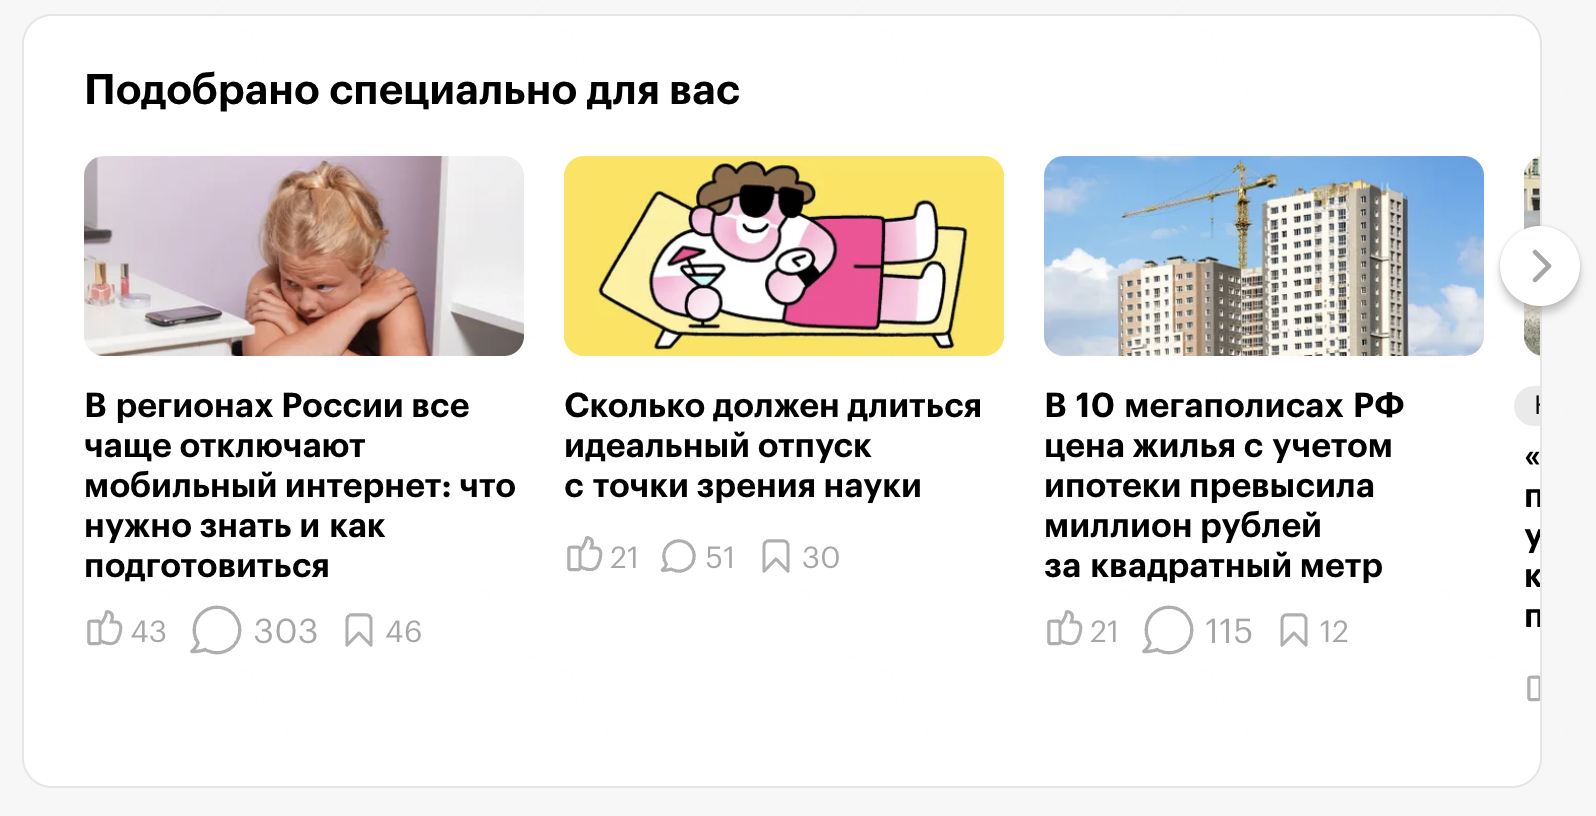 Подобрано специально для вас
В регионах России все
чаще отключают
мобильный интернет: что
нужно знать и как
подготовиться
43 303 46
Сколько должен длиться
идеальный отпуск
с точки зрения науки
21 51 30
В 10 мегаполисах РФ
цена жилья с учетом
ипотеки превысила
миллион рублей
за квадратный метр
21 115 12